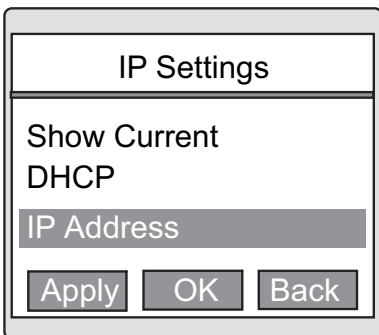 IP Settings
Show Current
DHCP
IP Address
Apply OK Back